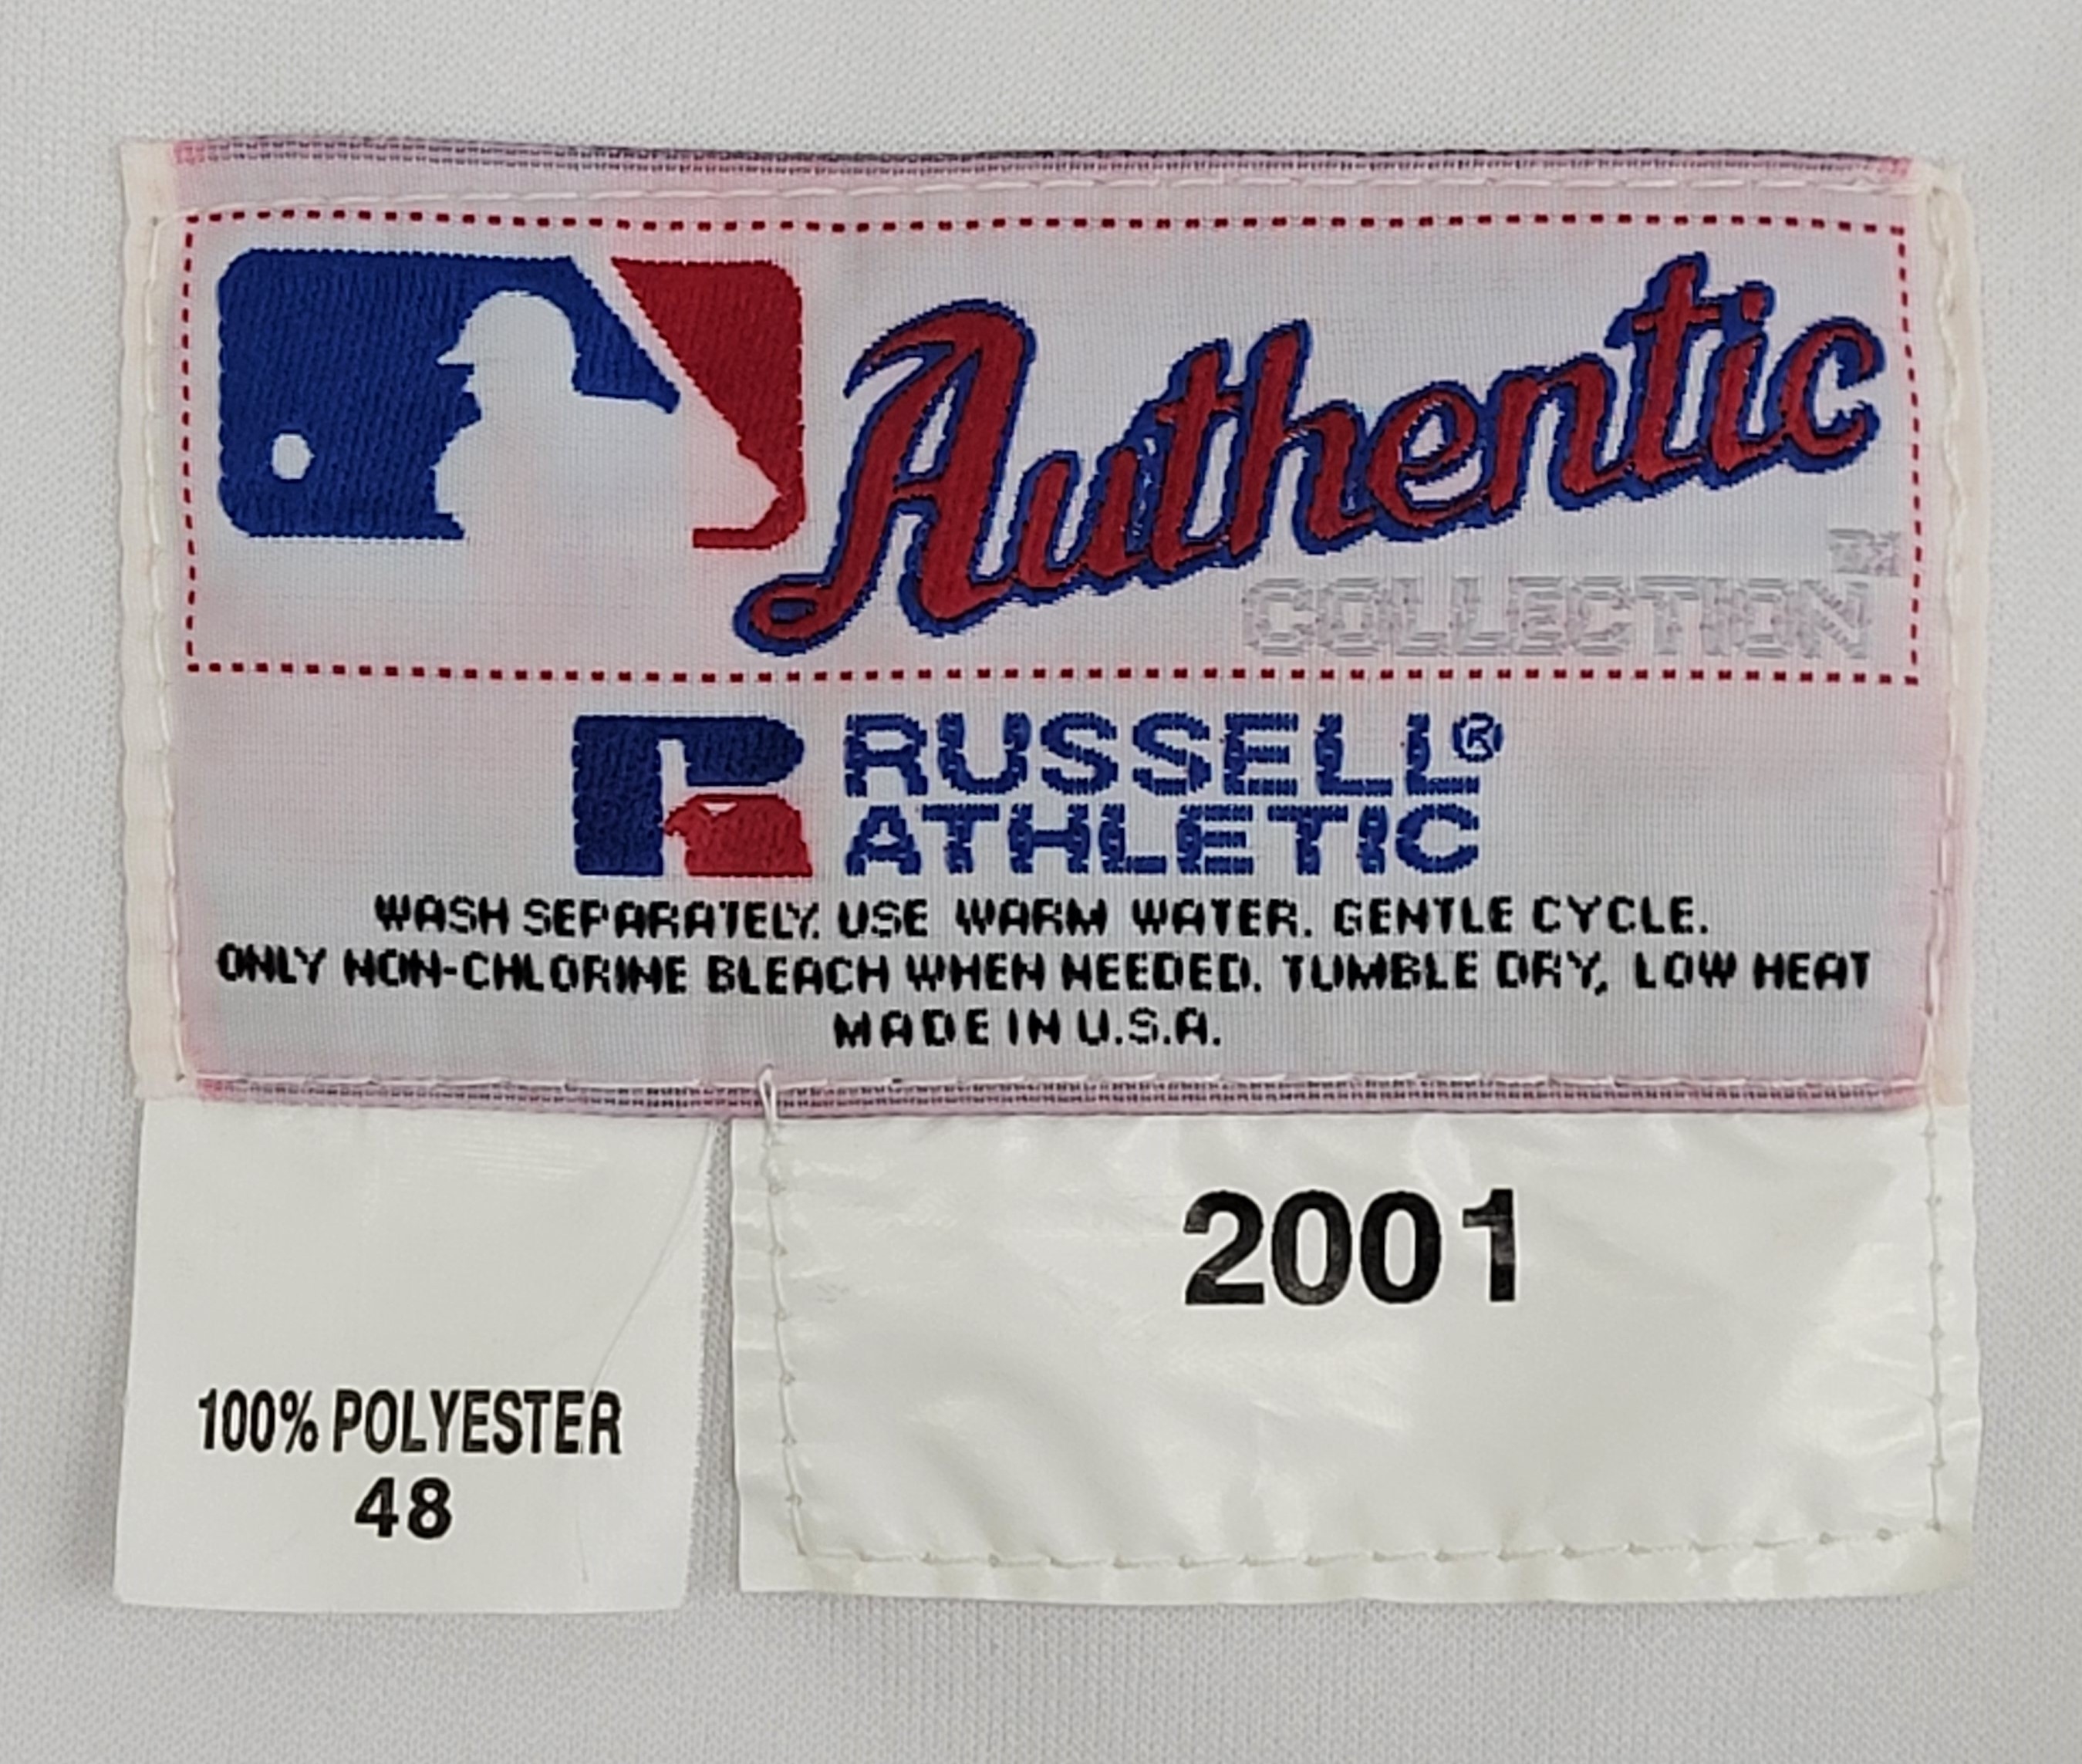 Authentic
COLLECTION™
RUSSELL®
ATHLETIC
WASH SEPARATELY. USE WARM WATER. GENTLE CYCLE.
ONLY NON-CHLORINE BLEACH WHEN NEEDED. TUMBLE DRY, LOW HEAT
MADE IN U.S.A.
2001
100% POLYESTER
48